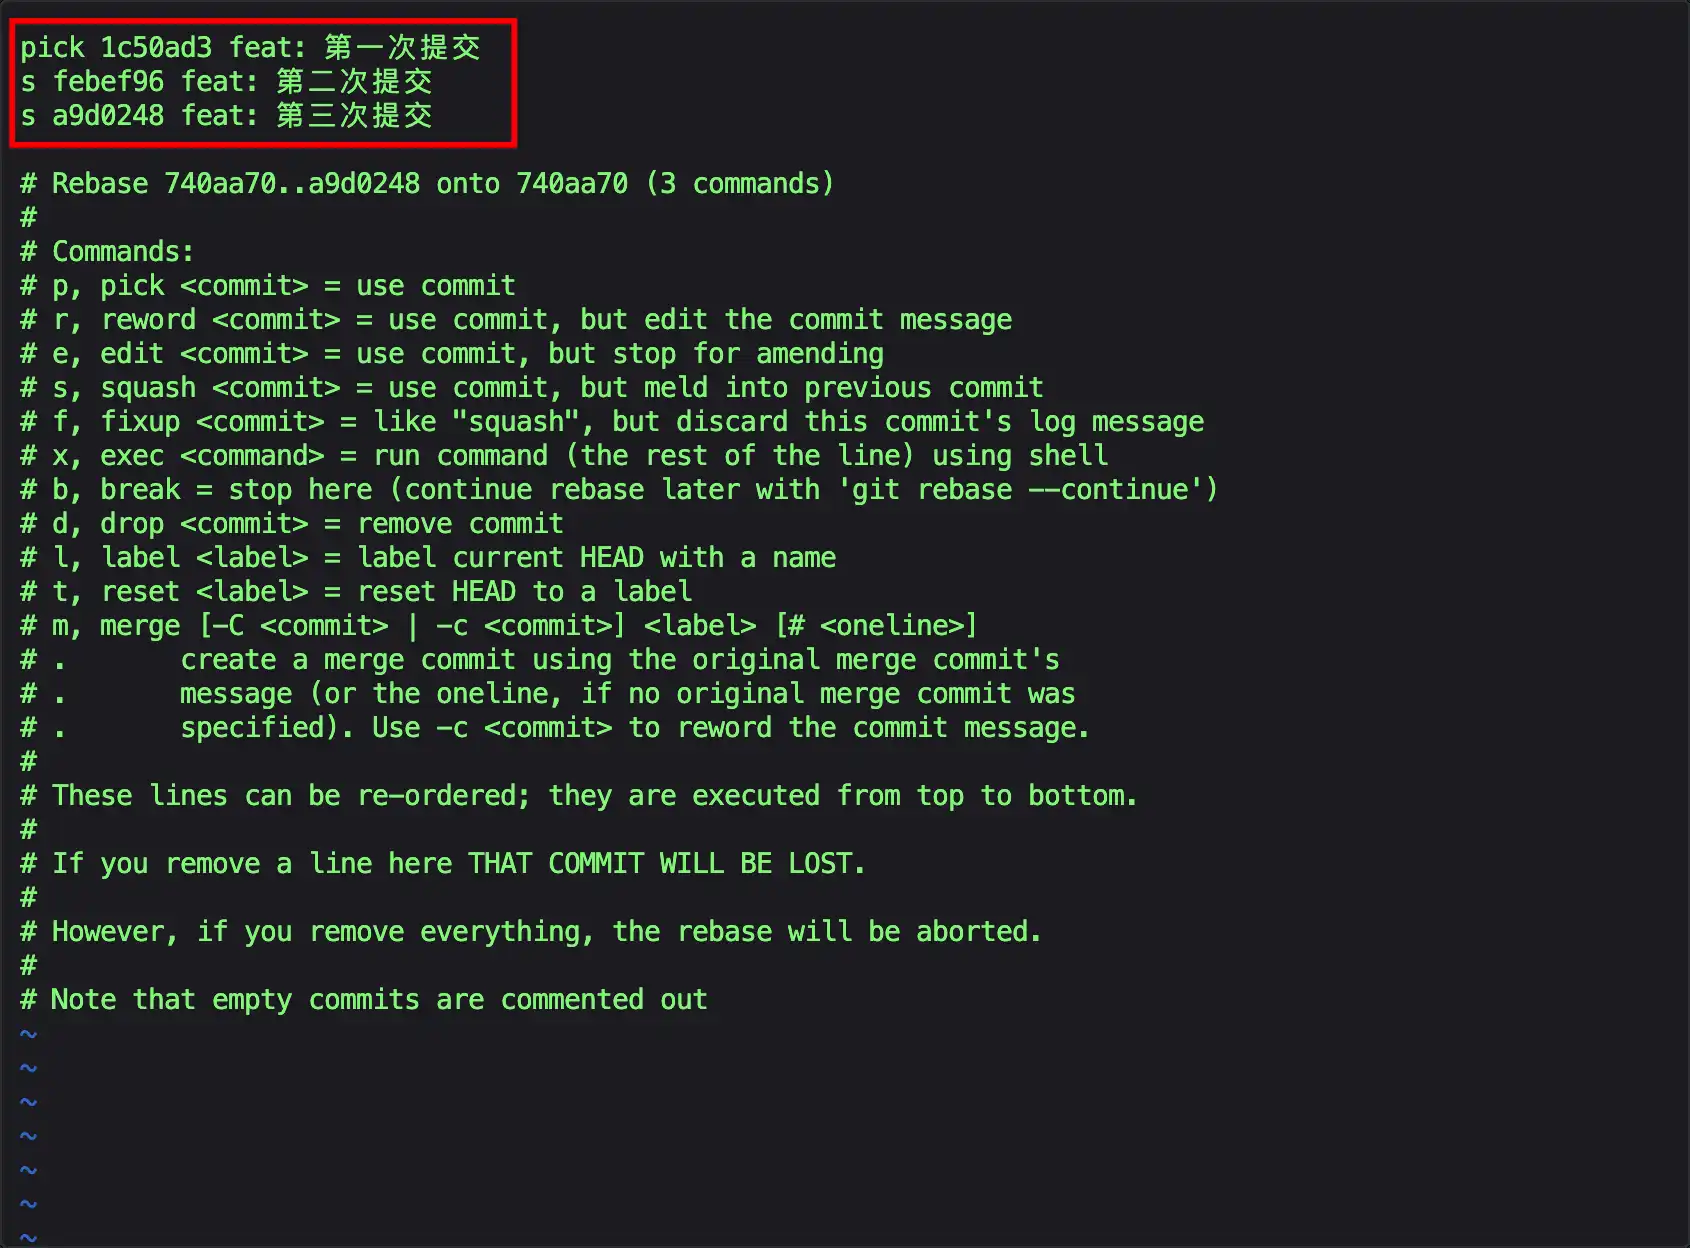 pick 1c50ad3 feat: 第一次提交
s febef96 feat: 第二次提交
s a9d0248 feat: 第三次提交
# Rebase 740aa70..a9d0248 onto 740aa70 (3 commands)
#
# Commands:
# p, pick <commit> = use commit
# r, reword <commit> = use commit, but edit the commit message
# e, edit <commit> = use commit, but stop for amending
# s, squash <commit> = use commit, but meld into previous commit
# f, fixup <commit> = like "squash", but discard this commit's log message
# x, exec <command> = run command (the rest of the line) using shell
# b, break = stop here (continue rebase later with 'git rebase --continue')
# d, drop <commit> = remove commit
# l, label <label> = label current HEAD with a name
# t, reset <label> = reset HEAD to a label
# m, merge [-C <commit> | -c <commit>] <label> [# <oneline>]
# .       create a merge commit using the original merge commit's
# .       message (or the oneline, if no original merge commit was
# .       specified). Use -c <commit> to reword the commit message.
#
# These lines can be re-ordered; they are executed from top to bottom.
#
# If you remove a line here THAT COMMIT WILL BE LOST.
#
# However, if you remove everything, the rebase will be aborted.
#
# Note that empty commits are commented out
~
~
~
~
~
~
~